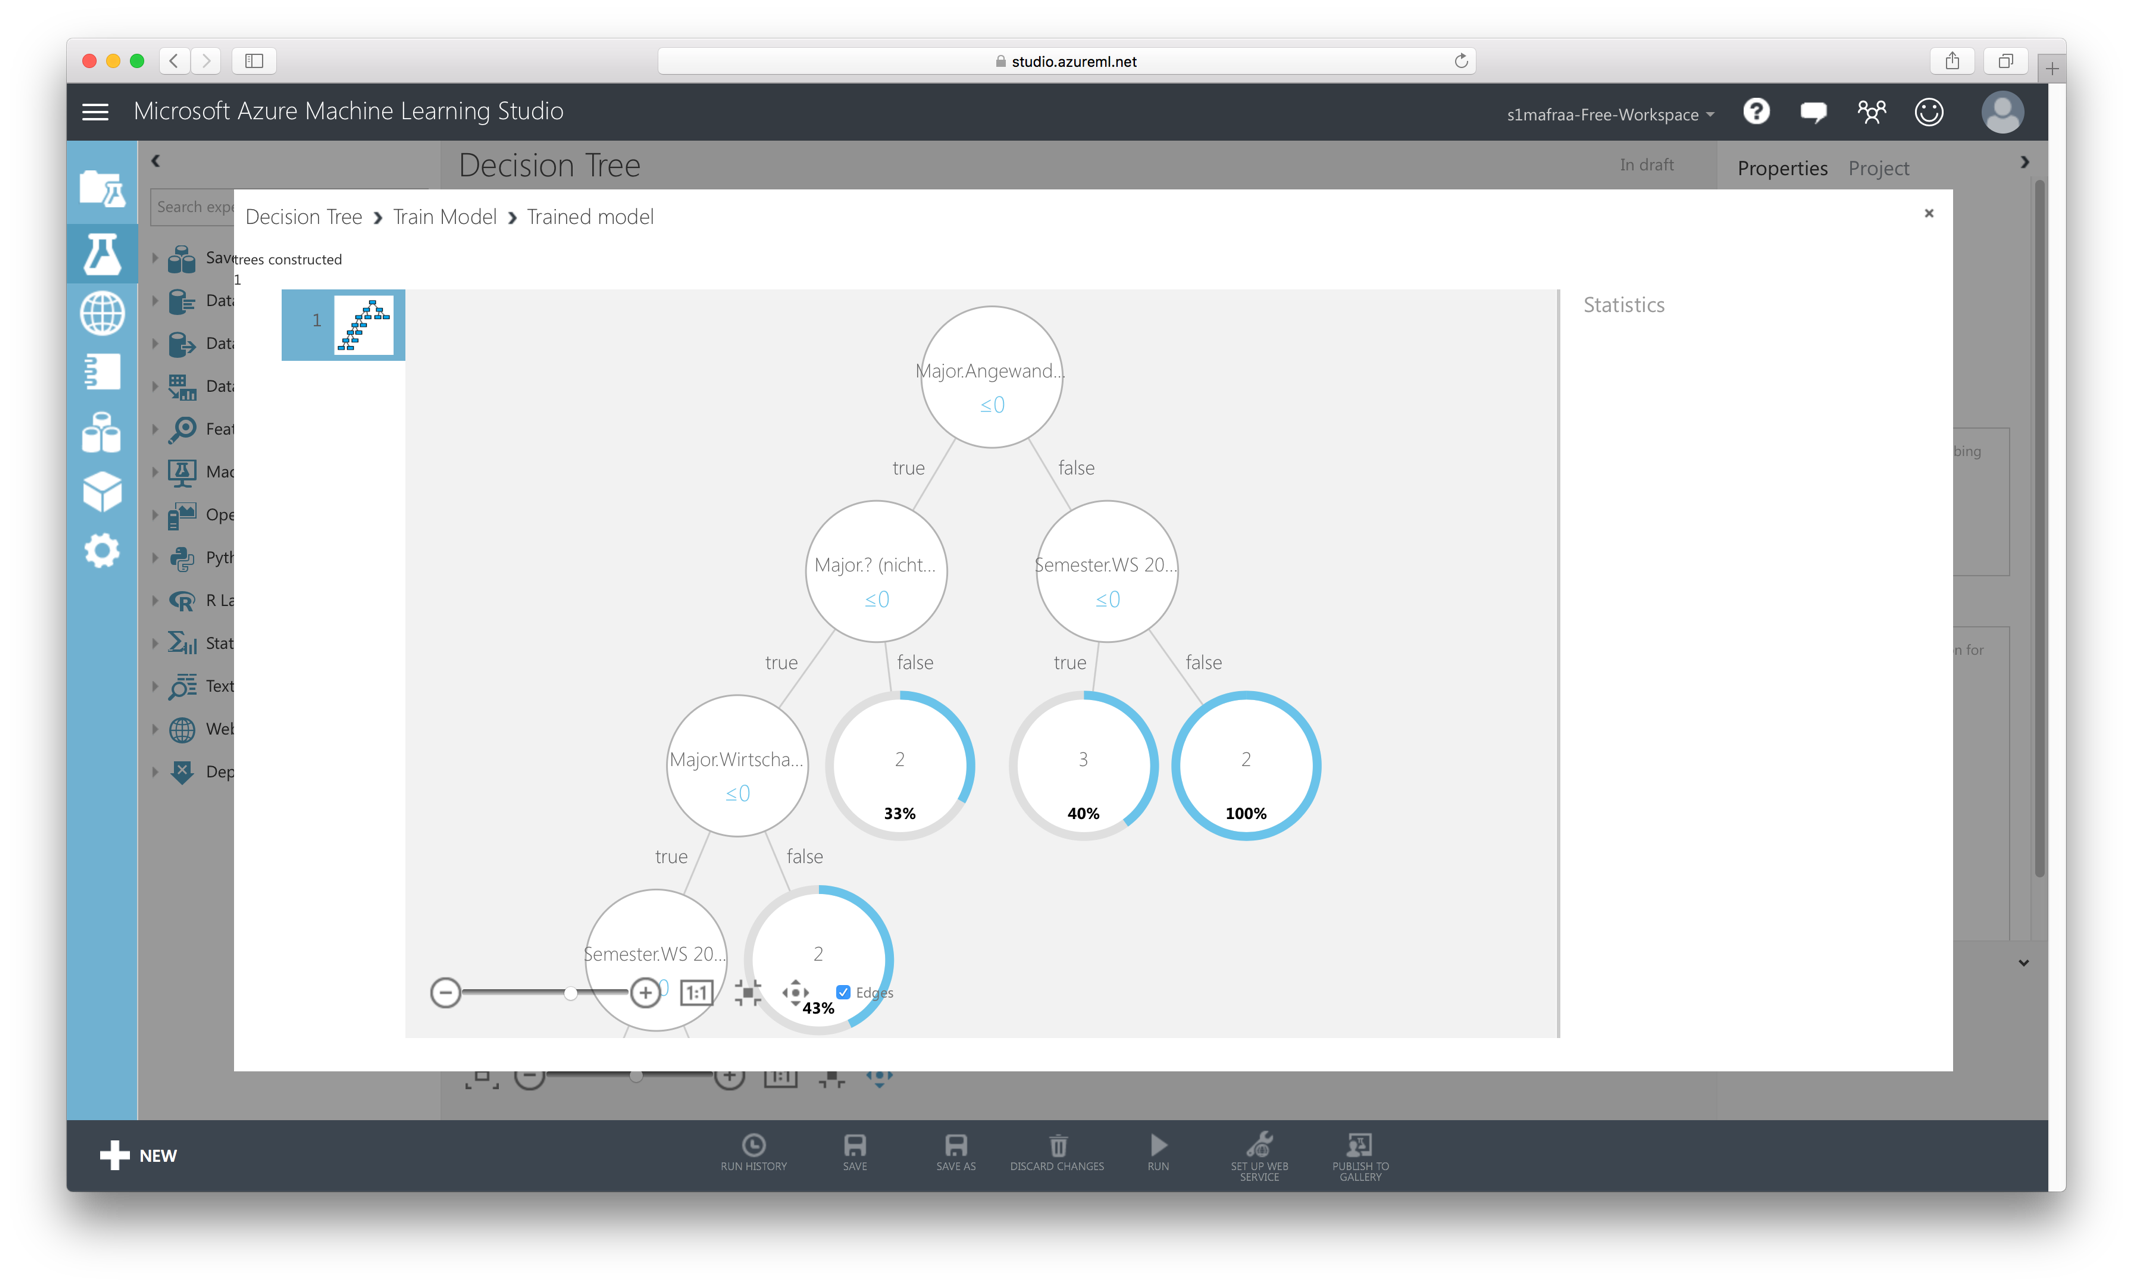 studio.azureml.net
Microsoft Azure Machine Learning Studio
s1mafraa-Free-Workspace
Decision Tree
In draft
Properties
Project
Search expe
Decision Tree > Train Model > Trained model
trees constructed
1
Save
Data
Data
Data
Feat
Mac
Ope
Pyth
R La
Stat
Text
Web
Dep
1
Statistics
Major.Angewand...
≤0
true
false
Major.? (nicht...
≤0
Semester.WS 20...
≤0
true
false
true
false
Major.Wirtscha...
≤0
2
33%
3
40%
2
100%
true
false
Semester.WS 20...
0
2
43%
1:1
Edges
bing
n for
1:1
NEW
RUN HISTORY
SAVE
SAVE AS
DISCARD CHANGES
RUN
SET UP WEB
SERVICE
PUBLISH TO
GALLERY